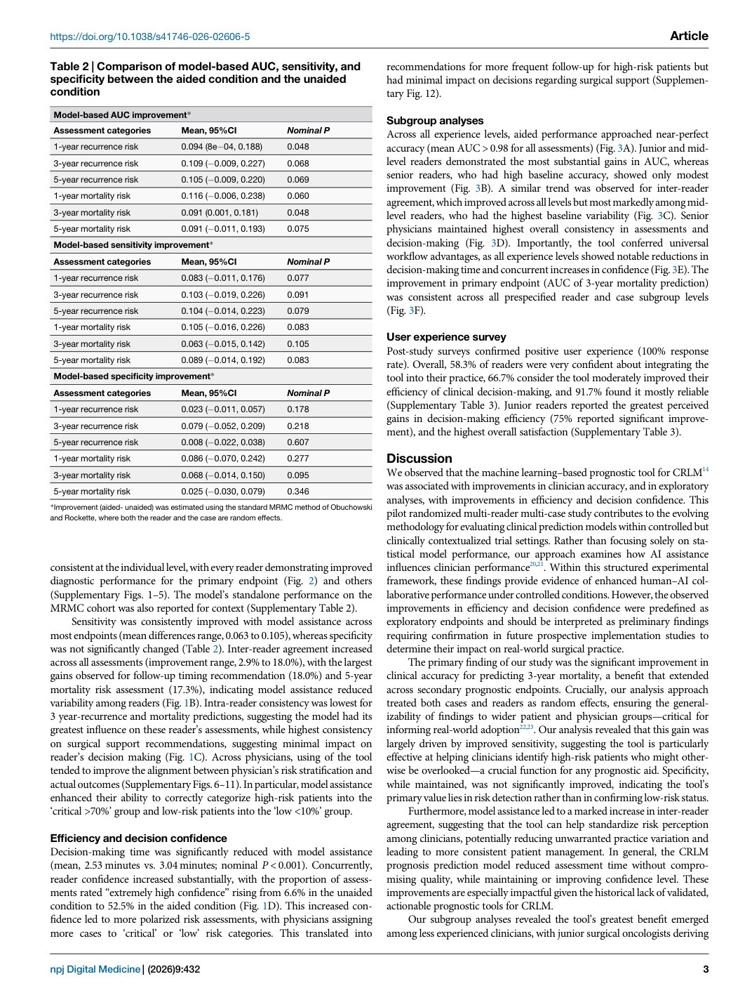 https://doi.org/10.1038/s41746-026-02606-5
Article
Table 2 | Comparison of model-based AUC, sensitivity, and
specificity between the aided condition and the unaided
condition
Model-based AUC improvement*
Assessment categories Mean, 95%CI Nominal P
1-year recurrence risk 0.094 (8e−04, 0.188) 0.048
3-year recurrence risk 0.109 (−0.009, 0.227) 0.068
5-year recurrence risk 0.105 (−0.009, 0.220) 0.069
1-year mortality risk 0.116 (−0.006, 0.238) 0.060
3-year mortality risk 0.091 (0.001, 0.181) 0.048
5-year mortality risk 0.091 (−0.011, 0.193) 0.075
Model-based sensitivity improvement*
Assessment categories Mean, 95%CI Nominal P
1-year recurrence risk 0.083 (−0.011, 0.176) 0.077
3-year recurrence risk 0.103 (−0.019, 0.226) 0.091
5-year recurrence risk 0.104 (−0.014, 0.223) 0.079
1-year mortality risk 0.105 (−0.016, 0.226) 0.083
3-year mortality risk 0.063 (−0.015, 0.142) 0.105
5-year mortality risk 0.089 (−0.014, 0.192) 0.083
Model-based specificity improvement*
Assessment categories Mean, 95%CI Nominal P
1-year recurrence risk 0.023 (−0.011, 0.057) 0.178
3-year recurrence risk 0.079 (−0.052, 0.209) 0.218
5-year recurrence risk 0.008 (−0.022, 0.038) 0.607
1-year mortality risk 0.086 (−0.070, 0.242) 0.277
3-year mortality risk 0.068 (−0.014, 0.150) 0.095
5-year mortality risk 0.025 (−0.030, 0.079) 0.346
*Improvement (aided- unaided) was estimated using the standard MRMC method of Obuchowski
and Rockette, where both the reader and the case are random effects.
consistent at the individual level, with every reader demonstrating improved
diagnostic performance for the primary endpoint (Fig. 2) and others
(Supplementary Figs. 1–5). The model's standalone performance on the
MRMC cohort was also reported for context (Supplementary Table 2).
Sensitivity was consistently improved with model assistance across
most endpoints (mean differences range, 0.063 to 0.105), whereas specificity
was not significantly changed (Table 2). Inter-reader agreement increased
across all assessments (improvement range, 2.9% to 18.0%), with the largest
gains observed for follow-up timing recommendation (18.0%) and 5-year
mortality risk assessment (17.3%), indicating model assistance reduced
variability among readers (Fig. 1B). Intra-reader consistency was lowest for
3 year-recurrence and mortality predictions, suggesting the model had its
greatest influence on these reader's assessments, while highest consistency
on surgical support recommendations, suggesting minimal impact on
reader's decision making (Fig. 1C). Across physicians, using of the tool
tended to improve the alignment between physician's risk stratification and
actual outcomes (Supplementary Figs. 6–11). In particular, model assistance
enhanced their ability to correctly categorize high-risk patients into the
‘critical >70%’ group and low-risk patients into the ‘low <10%’ group.
Efficiency and decision confidence
Decision-making time was significantly reduced with model assistance
(mean, 2.53 minutes vs. 3.04 minutes; nominal P < 0.001). Concurrently,
reader confidence increased substantially, with the proportion of assess-
ments rated “extremely high confidence” rising from 6.6% in the unaided
condition to 52.5% in the aided condition (Fig. 1D). This increased con-
fidence led to more polarized risk assessments, with physicians assigning
more cases to ‘critical’ or ‘low’ risk categories. This translated into
recommendations for more frequent follow-up for high-risk patients but
had minimal impact on decisions regarding surgical support (Supplemen-
tary Fig. 12).
Subgroup analyses
Across all experience levels, aided performance approached near-perfect
accuracy (mean AUC > 0.98 for all assessments) (Fig. 3A). Junior and mid-
level readers demonstrated the most substantial gains in AUC, whereas
senior readers, who had high baseline accuracy, showed only modest
improvement (Fig. 3B). A similar trend was observed for inter-reader
agreement, which improved across all levels but most markedly among mid-
level readers, who had the highest baseline variability (Fig. 3C). Senior
physicians maintained highest overall consistency in assessments and
decision-making (Fig. 3D). Importantly, the tool conferred universal
workflow advantages, as all experience levels showed notable reductions in
decision-making time and concurrent increases in confidence (Fig. 3E). The
improvement in primary endpoint (AUC of 3-year mortality prediction)
was consistent across all prespecified reader and case subgroup levels
(Fig. 3F).
User experience survey
Post-study surveys confirmed positive user experience (100% response
rate). Overall, 58.3% of readers were very confident about integrating the
tool into their practice, 66.7% consider the tool moderately improved their
efficiency of clinical decision-making, and 91.7% found it mostly reliable
(Supplementary Table 3). Junior readers reported the greatest perceived
gains in decision-making efficiency (75% reported significant improve-
ment), and the highest overall satisfaction (Supplementary Table 3).
Discussion
We observed that the machine learning–based prognostic tool for CRLM14
was associated with improvements in clinician accuracy, and in exploratory
analyses, with improvements in efficiency and decision confidence. This
pilot randomized multi-reader multi-case study contributes to the evolving
methodology for evaluating clinical prediction models within controlled but
clinically contextualized trial settings. Rather than focusing solely on sta-
tistical model performance, our approach examines how AI assistance
influences clinician performance20,21. Within this structured experimental
framework, these findings provide evidence of enhanced human–AI col-
laborative performance under controlled conditions. However, the observed
improvements in efficiency and decision confidence were predefined as
exploratory endpoints and should be interpreted as preliminary findings
requiring confirmation in future prospective implementation studies to
determine their impact on real-world surgical practice.
The primary finding of our study was the significant improvement in
clinical accuracy for predicting 3-year mortality, a benefit that extended
across secondary prognostic endpoints. Crucially, our analysis approach
treated both cases and readers as random effects, ensuring the general-
izability of findings to wider patient and physician groups—critical for
informing real-world adoption22,23. Our analysis revealed that this gain was
largely driven by improved sensitivity, suggesting the tool is particularly
effective at helping clinicians identify high-risk patients who might other-
wise be overlooked—a crucial function for any prognostic aid. Specificity,
while maintained, was not significantly improved, indicating the tool's
primary value lies in risk detection rather than in confirming low-risk status.
Furthermore, model assistance led to a marked increase in inter-reader
agreement, suggesting that the tool can help standardize risk perception
among clinicians, potentially reducing unwarranted practice variation and
leading to more consistent patient management. In general, the CRLM
prognosis prediction model reduced assessment time without compro-
mising quality, while maintaining or improving confidence level. These
improvements are especially impactful given the historical lack of validated,
actionable prognostic tools for CRLM.
Our subgroup analyses revealed the tool's greatest benefit emerged
among less experienced clinicians, with junior surgical oncologists deriving
npj Digital Medicine | (2026)9:432
3